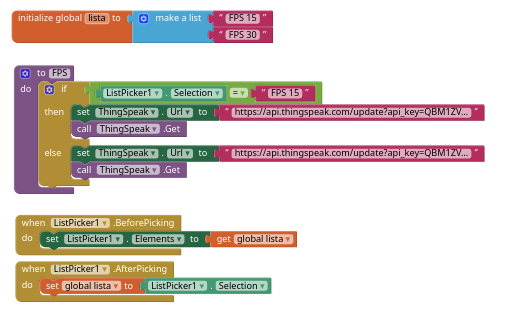 initialize global lista to make a list " FPS 15 "
" FPS 30 "
to FPS
do if ListPicker1 . Selection = " FPS 15 "
then set ThingSpeak . Url to " https://api.thingspeak.com/update?api_key=QBM1ZV... "
call ThingSpeak .Get
else set ThingSpeak . Url to " https://api.thingspeak.com/update?api_key=QBM1ZV... "
call ThingSpeak .Get
when ListPicker1 .BeforePicking
do set ListPicker1 . Elements to get global lista
when ListPicker1 .AfterPicking
do set global lista to ListPicker1 . Selection